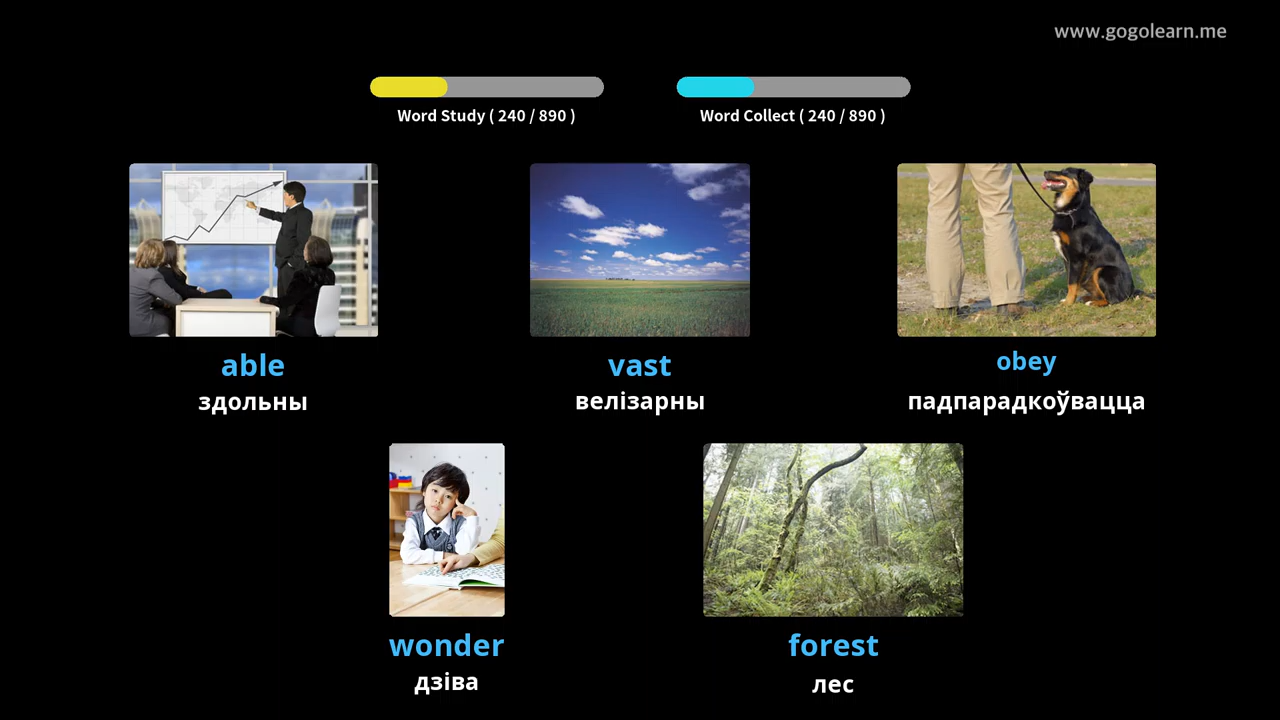 www.gogolearn.me
Word Study ( 240 / 890 )
Word Collect ( 240 / 890 )
able
здольны
vast
велізарны
obey
падпарадкоўвацца
wonder
дзіва
forest
лес